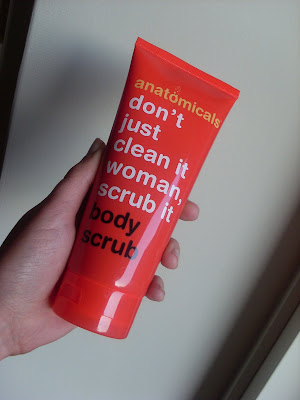 anatomicals
don't
just
clean it
woman,
scrub it
body
scrub